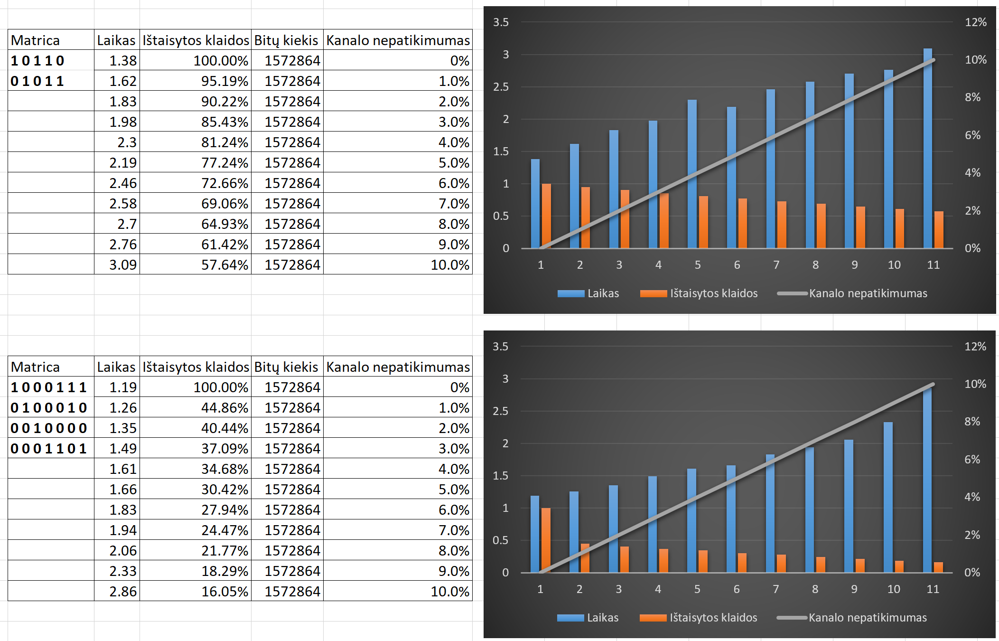 Matrica Laikas Ištaisytos klaidos Bitų kiekis Kanalo nepatikimumas
1 0 1 1 0 1.38 100.00% 1572864 0%
0 1 0 1 1 1.62 95.19% 1572864 1.0%
1.83 90.22% 1572864 2.0%
1.98 85.43% 1572864 3.0%
2.3 81.24% 1572864 4.0%
2.19 77.24% 1572864 5.0%
2.46 72.66% 1572864 6.0%
2.58 69.06% 1572864 7.0%
2.7 64.93% 1572864 8.0%
2.76 61.42% 1572864 9.0%
3.09 57.64% 1572864 10.0%
3.5 12%
3 10%
2.5 8%
2 6%
1.5 4%
1 2%
0.5 0%
0
1 2 3 4 5 6 7 8 9 10 11
Laikas Ištaisytos klaidos Kanalo nepatikimumas
Matrica Laikas Ištaisytos klaidos Bitų kiekis Kanalo nepatikimumas
1 0 0 0 1 1 1 1.19 100.00% 1572864 0%
0 1 0 0 0 1 0 1.26 44.86% 1572864 1.0%
0 0 1 0 0 0 0 1.35 40.44% 1572864 2.0%
0 0 0 1 1 0 1 1.49 37.09% 1572864 3.0%
1.61 34.68% 1572864 4.0%
1.66 30.42% 1572864 5.0%
1.83 27.94% 1572864 6.0%
1.94 24.47% 1572864 7.0%
2.06 21.77% 1572864 8.0%
2.33 18.29% 1572864 9.0%
2.86 16.05% 1572864 10.0%
3.5 12%
3 10%
2.5 8%
2 6%
1.5 4%
1 2%
0.5 0%
0
1 2 3 4 5 6 7 8 9 10 11
Laikas Ištaisytos klaidos Kanalo nepatikimumas